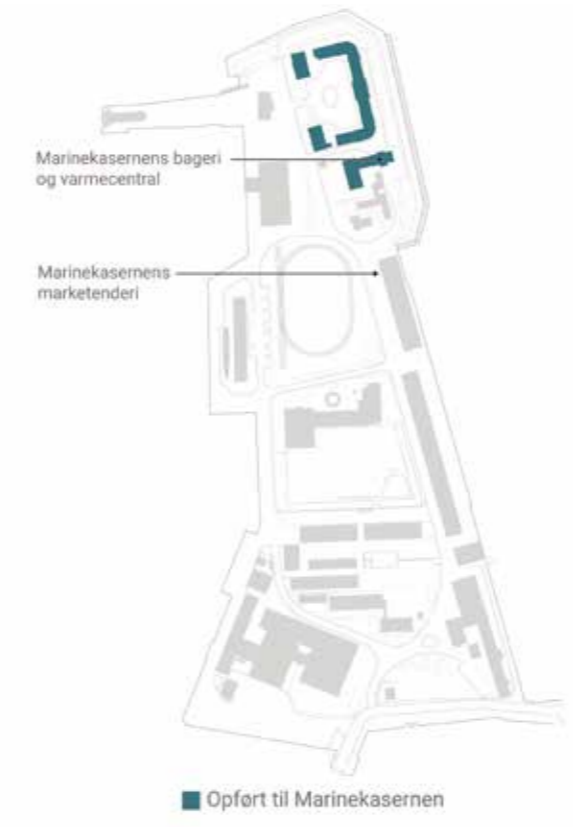 Marinekasernens bageri
og varmecentral
Marinekasernens
marketenderi
Opført til Marinekasernen